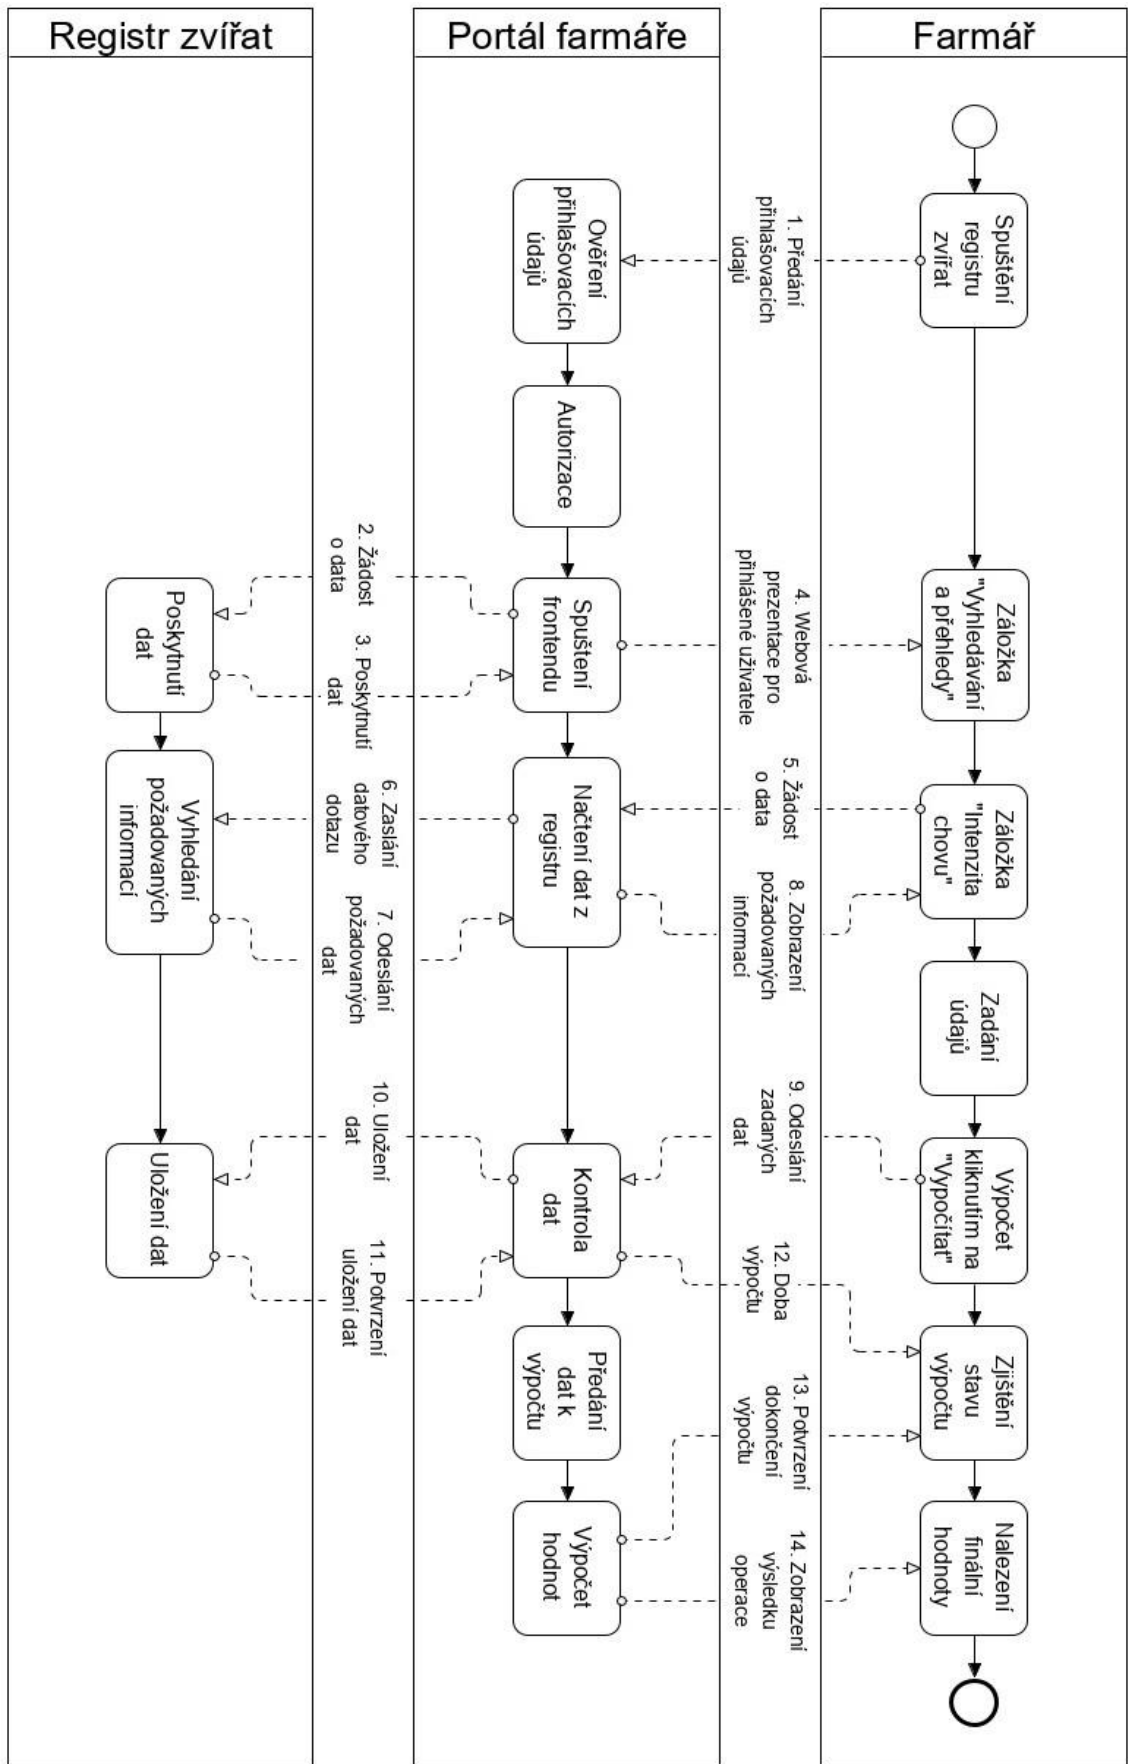 Registr zvířat
Portál farmáře
Farmář
Spuštění
registru
zvířat
1. Předání
přihlašovacích
údajů
Ověření
přihlašovacích
údajů
Autorizace
Spuštení
frontendu
2. Žádost
o data
3. Poskytnutí
dat
Poskytnutí
dat
4. Webová
prezentace pro
přihlášené uživatele
Záložka
"Vyhledávání
a přehledy"
Záložka
"Intenzita
chovu"
5. Žádost
o data
Načtení dat z
registru
6. Zaslání
datového
dotazu
Vyhledání
požadovaných
informací
7. Odeslání
požadovaných
dat
8. Zobrazení
požadovaných
informací
Zadání
údajů
Výpočet
kliknutím na
"Vypočítat"
9. Odeslání
zadaných
dat
Kontrola
dat
10. Uložení
dat
Uložení dat
11. Potvrzení
uložení dat
12. Doba
výpočtu
Zjištění
stavu
výpočtu
Předání
dat k
výpočtu
Výpočet
hodnot
13. Potvrzení
dokončení
výpočtu
14. Zobrazení
výsledku
operace
Nalezení
finální
hodnoty